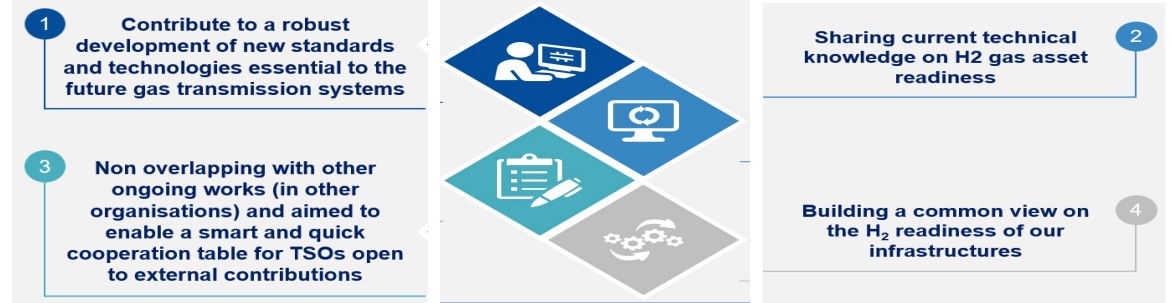 1
Contribute to a robust
development of new standards
and technologies essential to the
future gas transmission systems
2
Sharing current technical
knowledge on H2 gas asset
readiness
3
Non overlapping with other
ongoing works (in other
organisations) and aimed to
enable a smart and quick
cooperation table for TSOs open
to external contributions
4
Building a common view on
the H₂ readiness of our
infrastructures